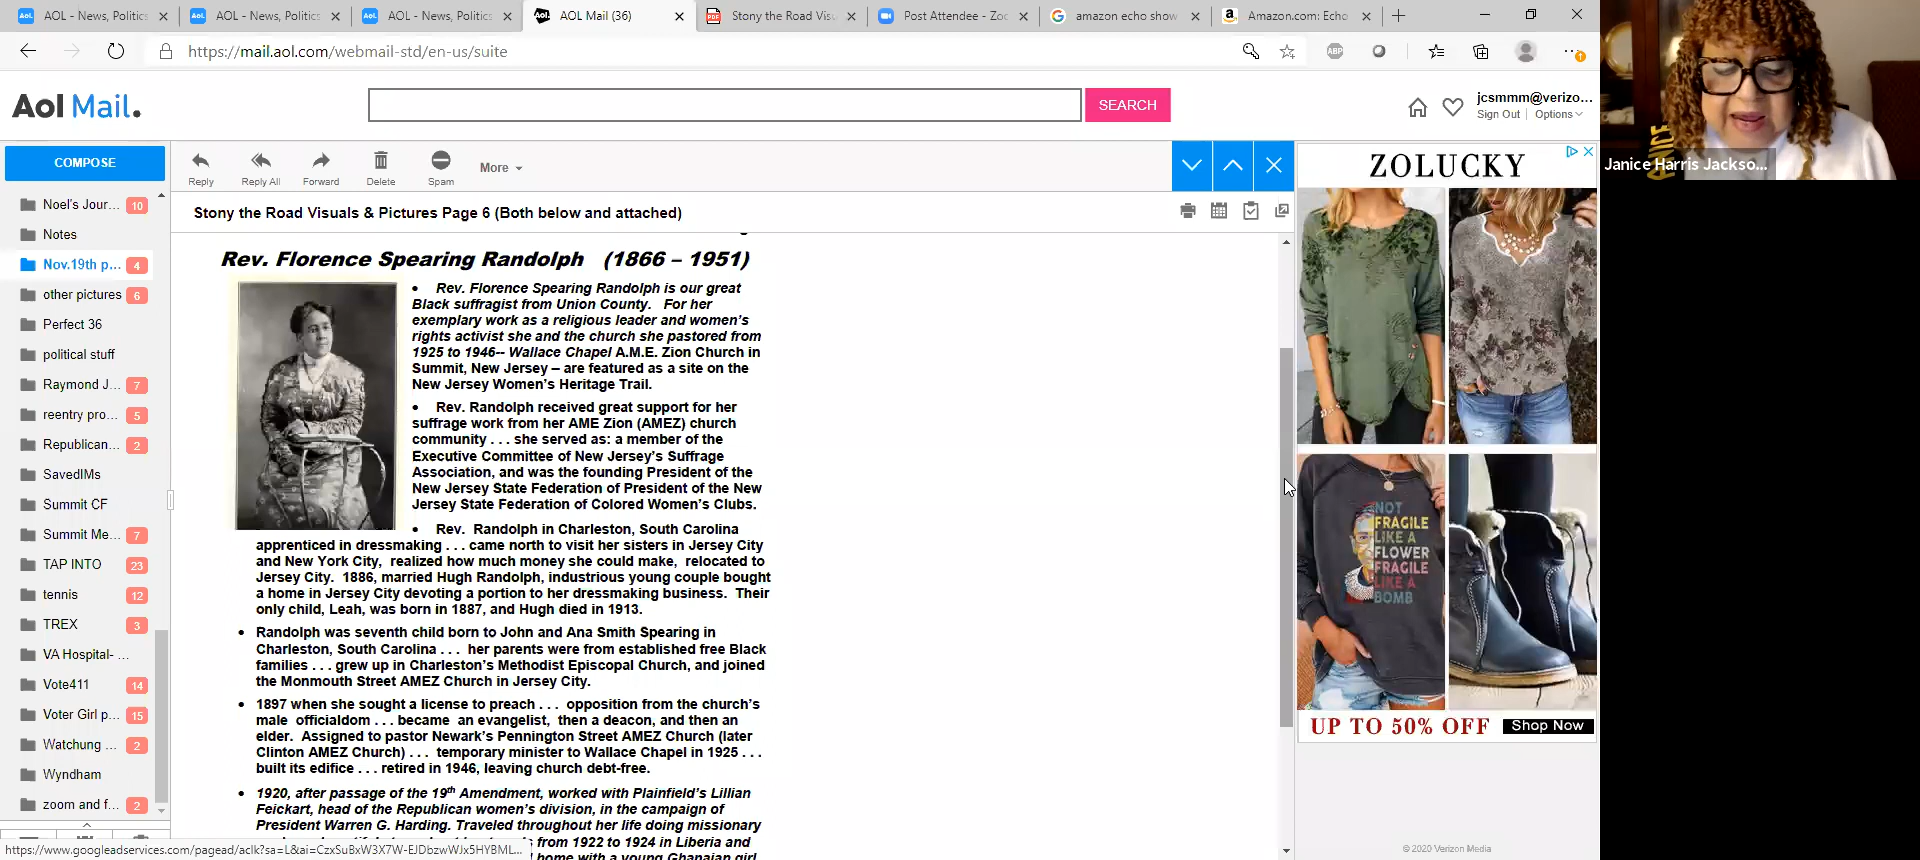 AOL - News, Politics
AOL - News, Politics
AOL - News, Politics
AOL Mail (36)
Stony the Road Visu
Post Attendee - Zoo
amazon echo show
Amazon.com: Echo
https://mail.aol.com/webmail-std/en-us/suite
Aol Mail.
SEARCH
jcsmmm@verizo...
Sign Out | Options
COMPOSE
Reply
Reply All
Forward
Delete
Spam
More
Noel's Jour... 10
Notes
Nov.19th p... 4
other pictures 6
Perfect 36
political stuff
Raymond J... 7
reentry pro... 5
Republican... 2
SavedIMs
Summit CF
Summit Me... 7
TAP INTO 23
tennis 12
TREX 3
VA Hospital- ...
Vote411 14
Voter Girl p... 15
Watchung ... 2
Wyndham
zoom and f... 2
Stony the Road Visuals & Pictures Page 6 (Both below and attached)
Rev. Florence Spearing Randolph (1866 – 1951)
• Rev. Florence Spearing Randolph is our great
Black suffragist from Union County. For her
exemplary work as a religious leader and women's
rights activist she and the church she pastored from
1925 to 1946-- Wallace Chapel A.M.E. Zion Church in
Summit, New Jersey – are featured as a site on the
New Jersey Women's Heritage Trail.
• Rev. Randolph received great support for her
suffrage work from her AME Zion (AMEZ) church
community . . . she served as: a member of the
Executive Committee of New Jersey's Suffrage
Association, and was the founding President of the
New Jersey State Federation of President of the New
Jersey State Federation of Colored Women's Clubs.
• Rev. Randolph in Charleston, South Carolina
apprenticed in dressmaking . . . came north to visit her sisters in Jersey City
and New York City, realized how much money she could make, relocated to
Jersey City. 1886, married Hugh Randolph, industrious young couple bought
a home in Jersey City devoting a portion to her dressmaking business. Their
only child, Leah, was born in 1887, and Hugh died in 1913.
• Randolph was seventh child born to John and Ana Smith Spearing in
Charleston, South Carolina . . . her parents were from established free Black
families . . . grew up in Charleston's Methodist Episcopal Church, and joined
the Monmouth Street AMEZ Church in Jersey City.
• 1897 when she sought a license to preach . . . opposition from the church's
male officialdom . . . became an evangelist, then a deacon, and then an
elder. Assigned to pastor Newark's Pennington Street AMEZ Church (later
Clinton AMEZ Church) . . . temporary minister to Wallace Chapel in 1925 . . .
built its edifice . . . retired in 1946, leaving church debt-free.
• 1920, after passage of the 19th Amendment, worked with Plainfield's Lillian
Feickart, head of the Republican women's division, in the campaign of
President Warren G. Harding. Traveled throughout her life doing missionary
from 1922 to 1924 in Liberia and
home with a young Ghanaian girl
https://www.googleadservices.com/pagead/aclk?sa=L&ai=CzxSuBxW3X7W-EJDbzwWJx5HYBML...
ZOLUCKY
NOT
FRAGILE
LIKE A
FLOWER
FRAGILE
LIKE A
BOMB
UP TO 50% OFF Shop Now
© 2020 Verizon Media
Janice Harris Jackso...